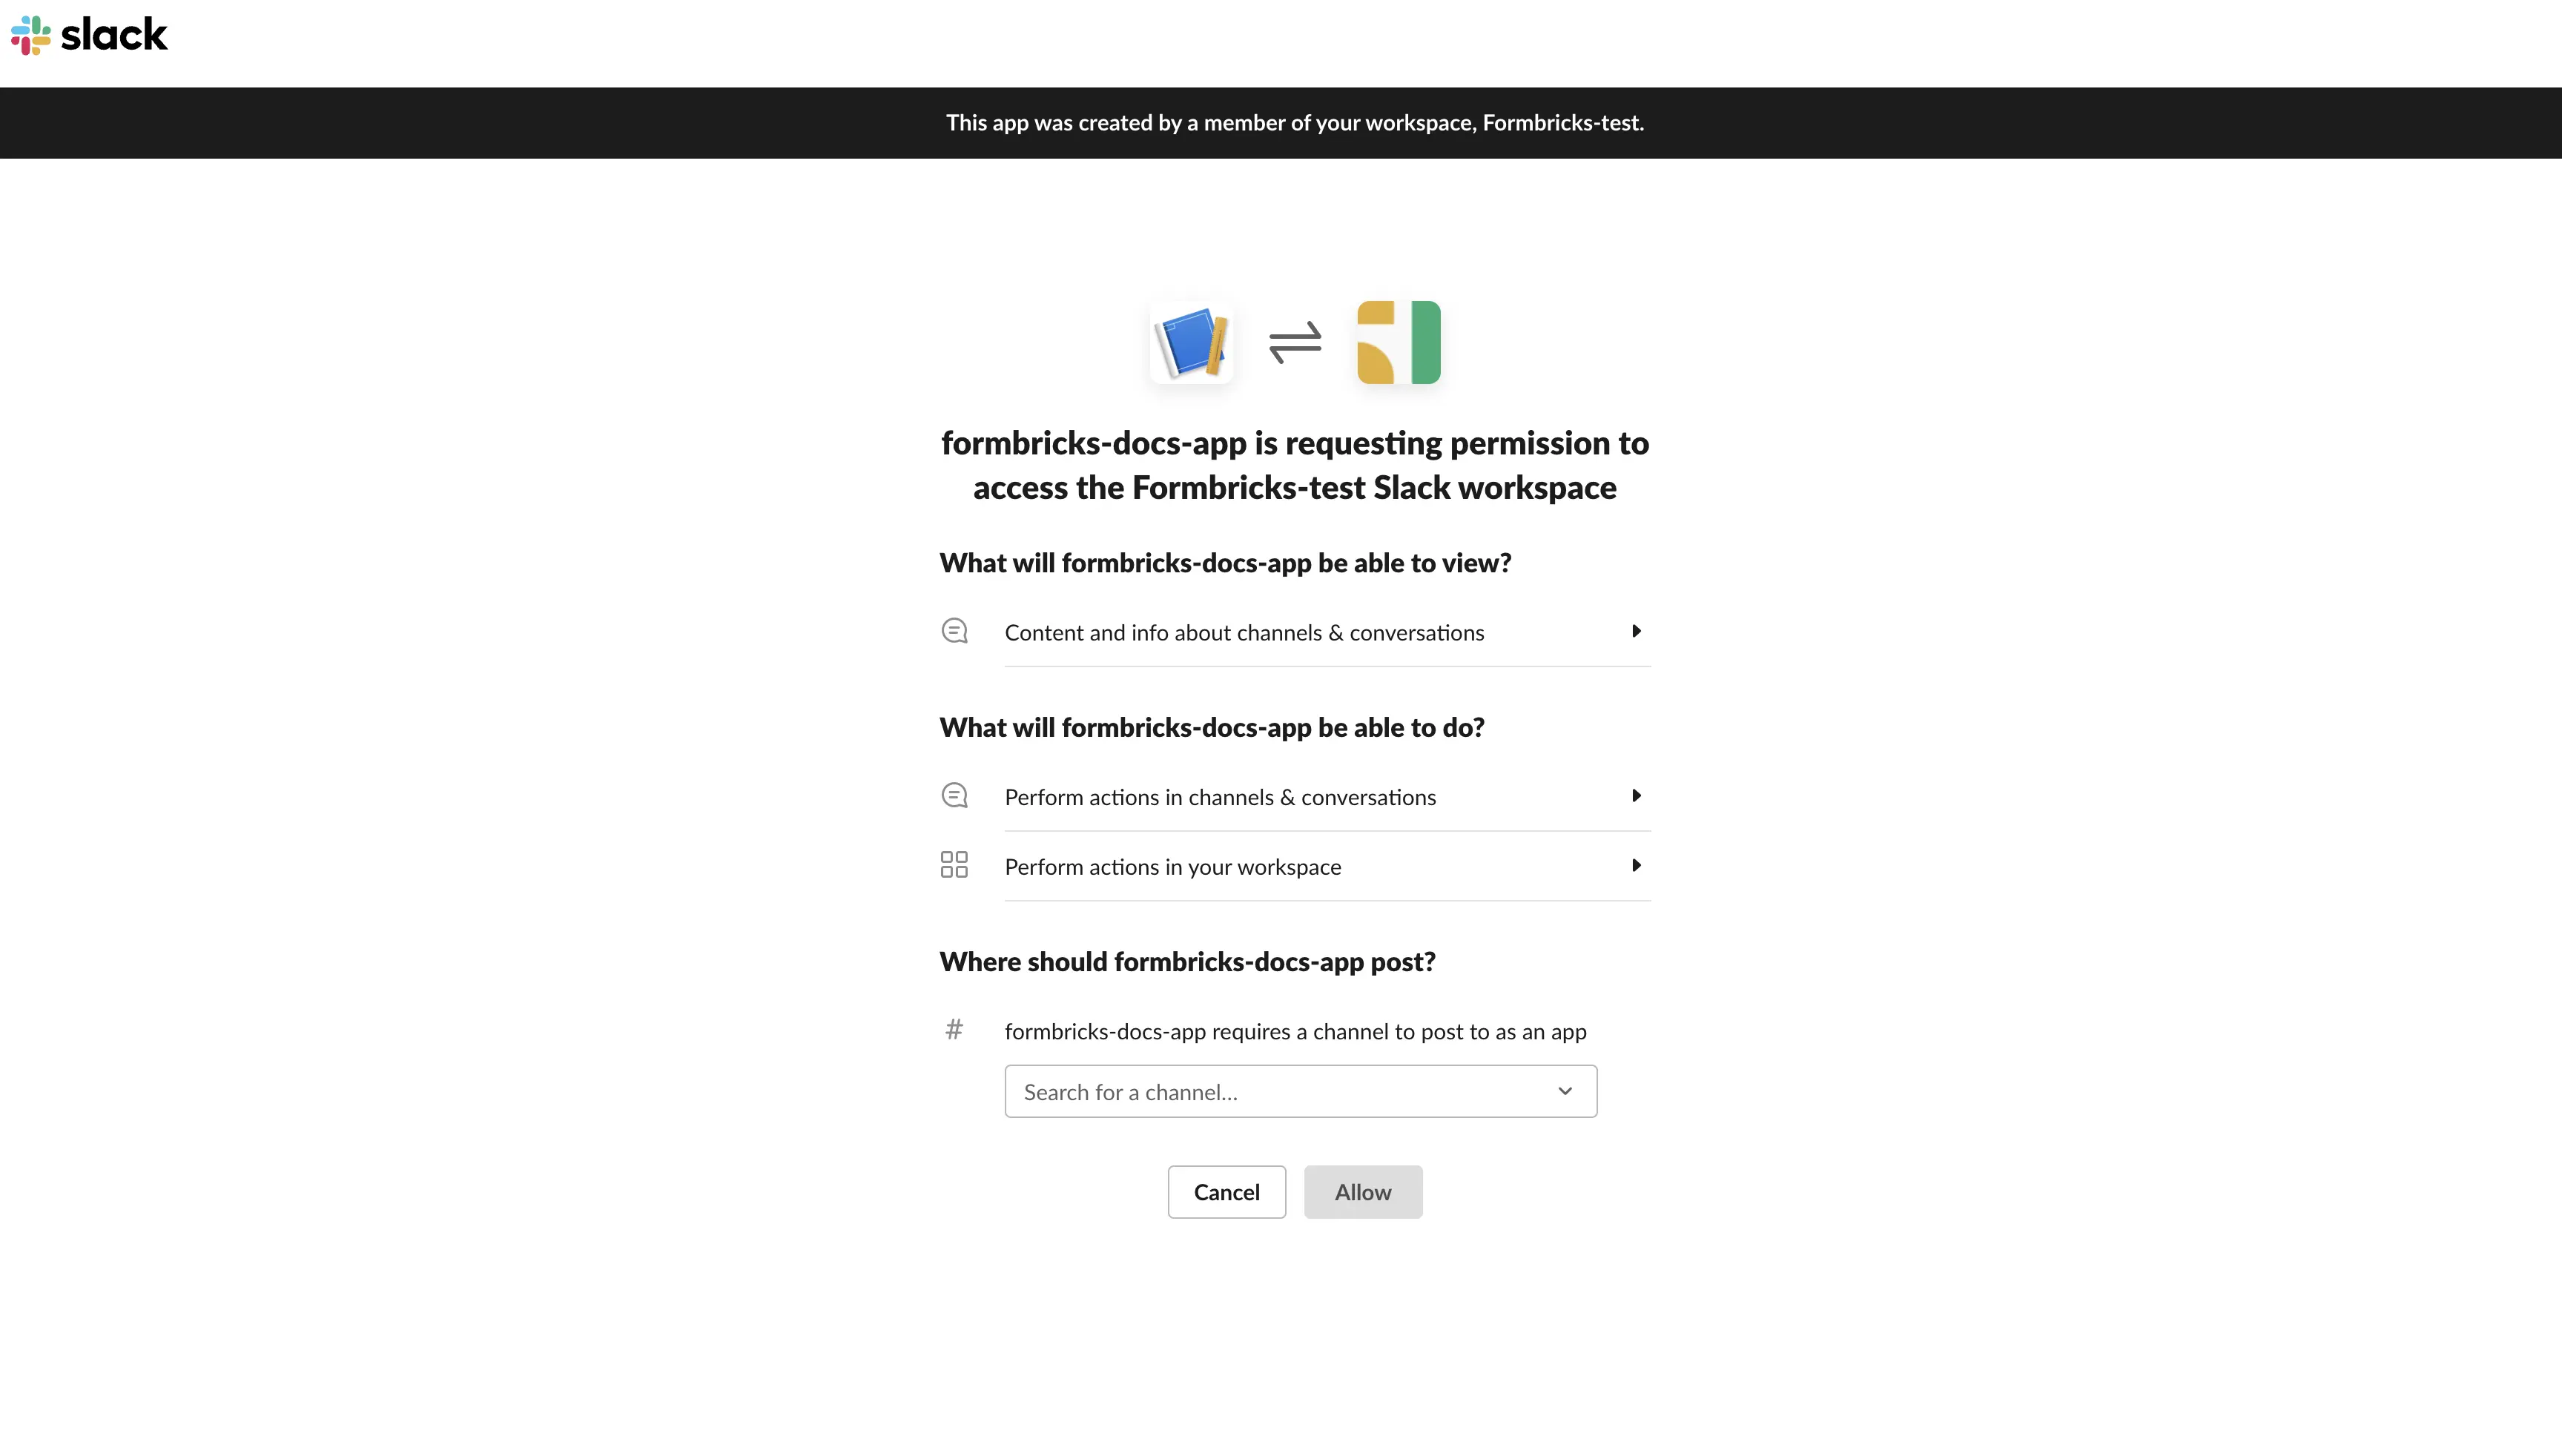 slack
This app was created by a member of your workspace, Formbricks-test.
formbricks-docs-app is requesting permission to
access the Formbricks-test Slack workspace
What will formbricks-docs-app be able to view?
Content and info about channels & conversations
What will formbricks-docs-app be able to do?
Perform actions in channels & conversations
Perform actions in your workspace
Where should formbricks-docs-app post?
# formbricks-docs-app requires a channel to post to as an app
Search for a channel...
Cancel Allow